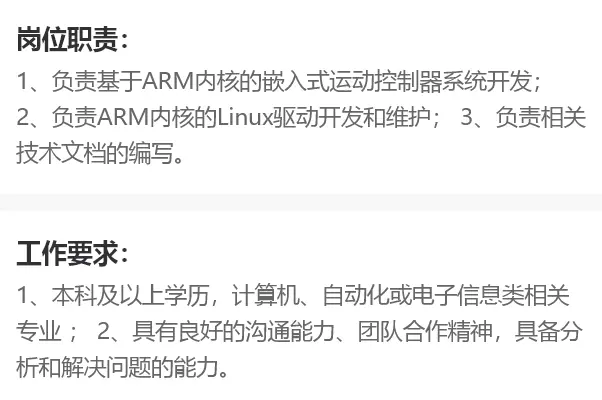 岗位职责：
1、负责基于ARM内核的嵌入式运动控制器系统开发；
2、负责ARM内核的Linux驱动开发和维护； 3、负责相关
技术文档的编写。
工作要求：
1、本科及以上学历，计算机、自动化或电子信息类相关
专业 ； 2、具有良好的沟通能力、团队合作精神，具备分
析和解决问题的能力。